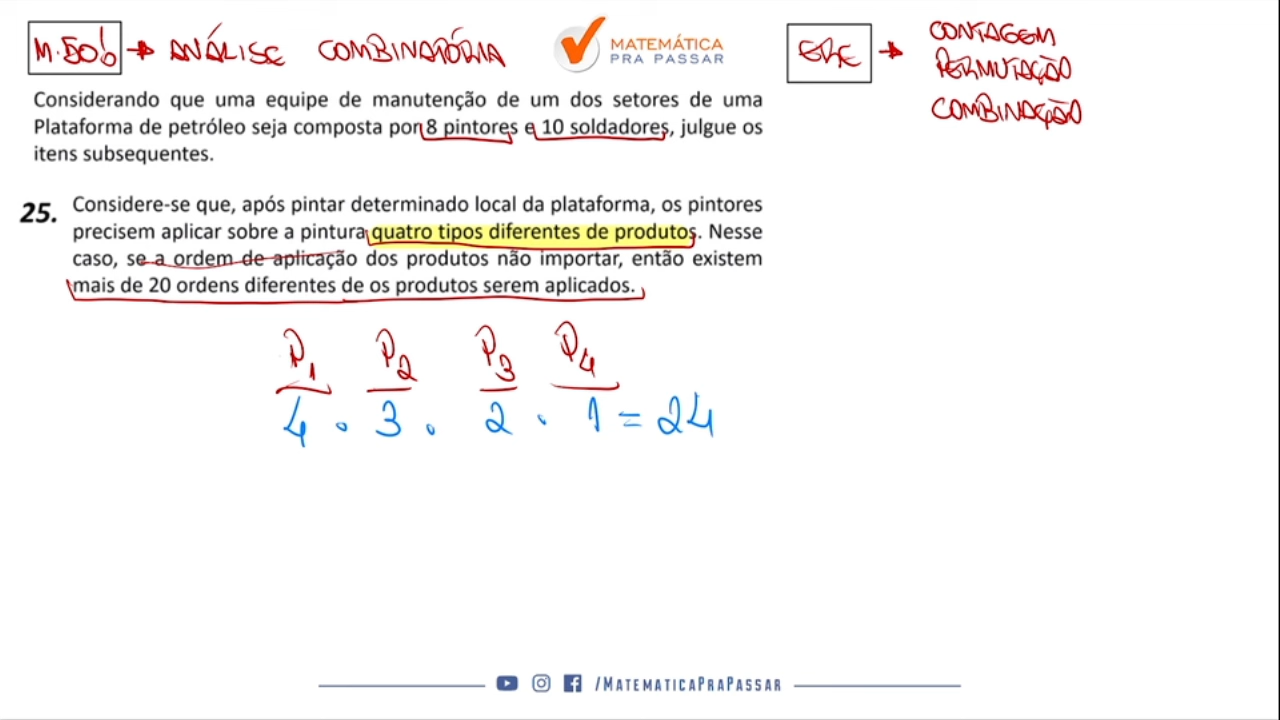 M. 50! → ANÁLISE COMBINATÓRIA
MATEMÁTICA
PRA PASSAR
→ CONTAGEM
PERMUTAÇÃO
COMBINAÇÃO
Considerando que uma equipe de manutenção de um dos setores de uma
Plataforma de petróleo seja composta por 8 pintores e 10 soldadores, julgue os
itens subsequentes.
25. Considere-se que, após pintar determinado local da plataforma, os pintores
precisem aplicar sobre a pintura quatro tipos diferentes de produtos. Nesse
caso, se a ordem de aplicação dos produtos não importar, então existem
mais de 20 ordens diferentes de os produtos serem aplicados.
P1 P2 P3 P4
4 . 3 . 2 . 1 = 24
/MATEMATICAPRAPASSAR